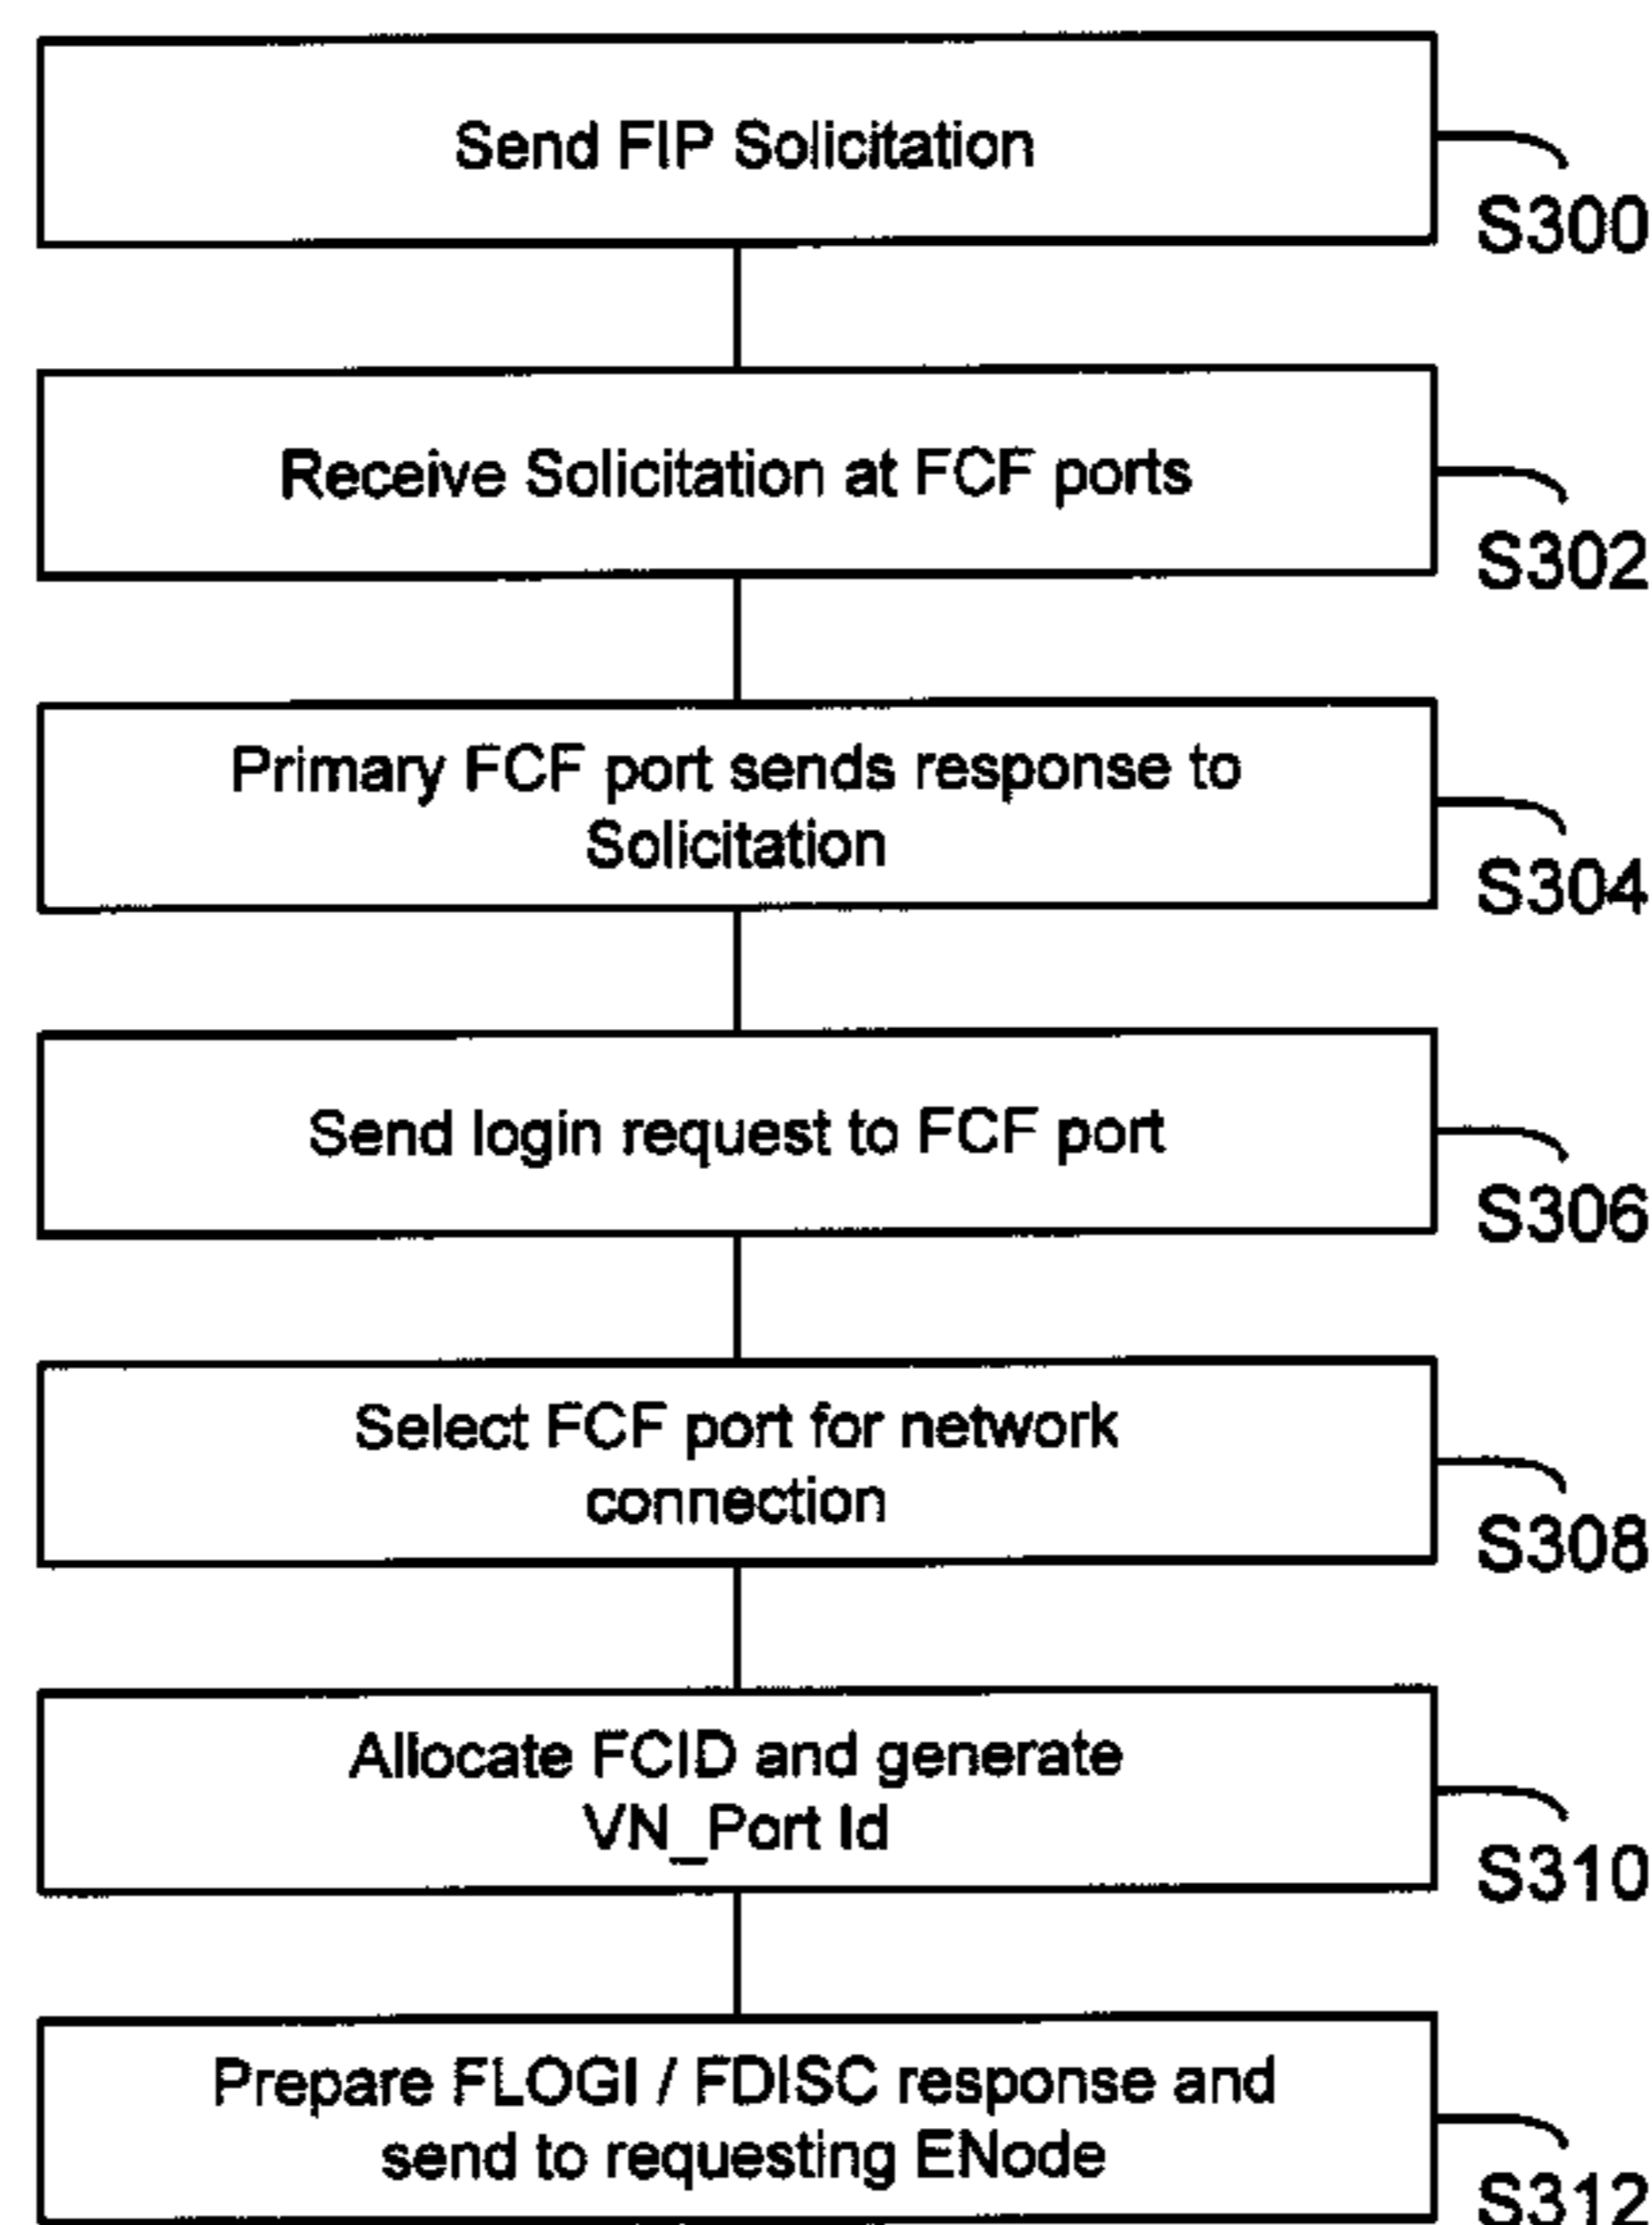 Send FIP Solicitation
S300
Receive Solicitation at FCF ports
S302
Primary FCF port sends response to
Solicitation
S304
Send login request to FCF port
S306
Select FCF port for network
connection
S308
Allocate FCID and generate
VN_Port Id
S310
Prepare FLOGI / FDISC response and
send to requesting ENode
S312